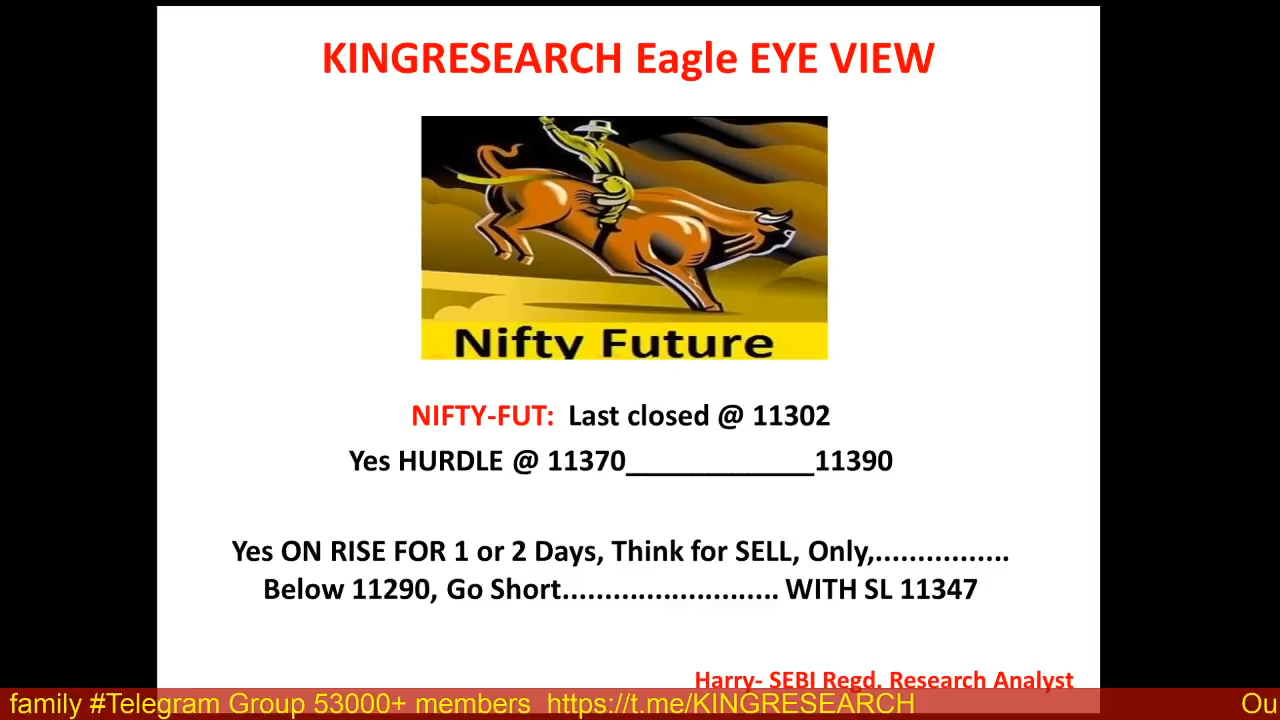 KINGRESEARCH Eagle EYE VIEW
Nifty Future
NIFTY-FUT: Last closed @ 11302
Yes HURDLE @ 11370____________11390
Yes ON RISE FOR 1 or 2 Days, Think for SELL, Only,................
Below 11290, Go Short.......................... WITH SL 11347
Harry- SEBI Regd. Research Analyst
family #Telegram Group 53000+ members https://t.me/KINGRESEARCH Ou